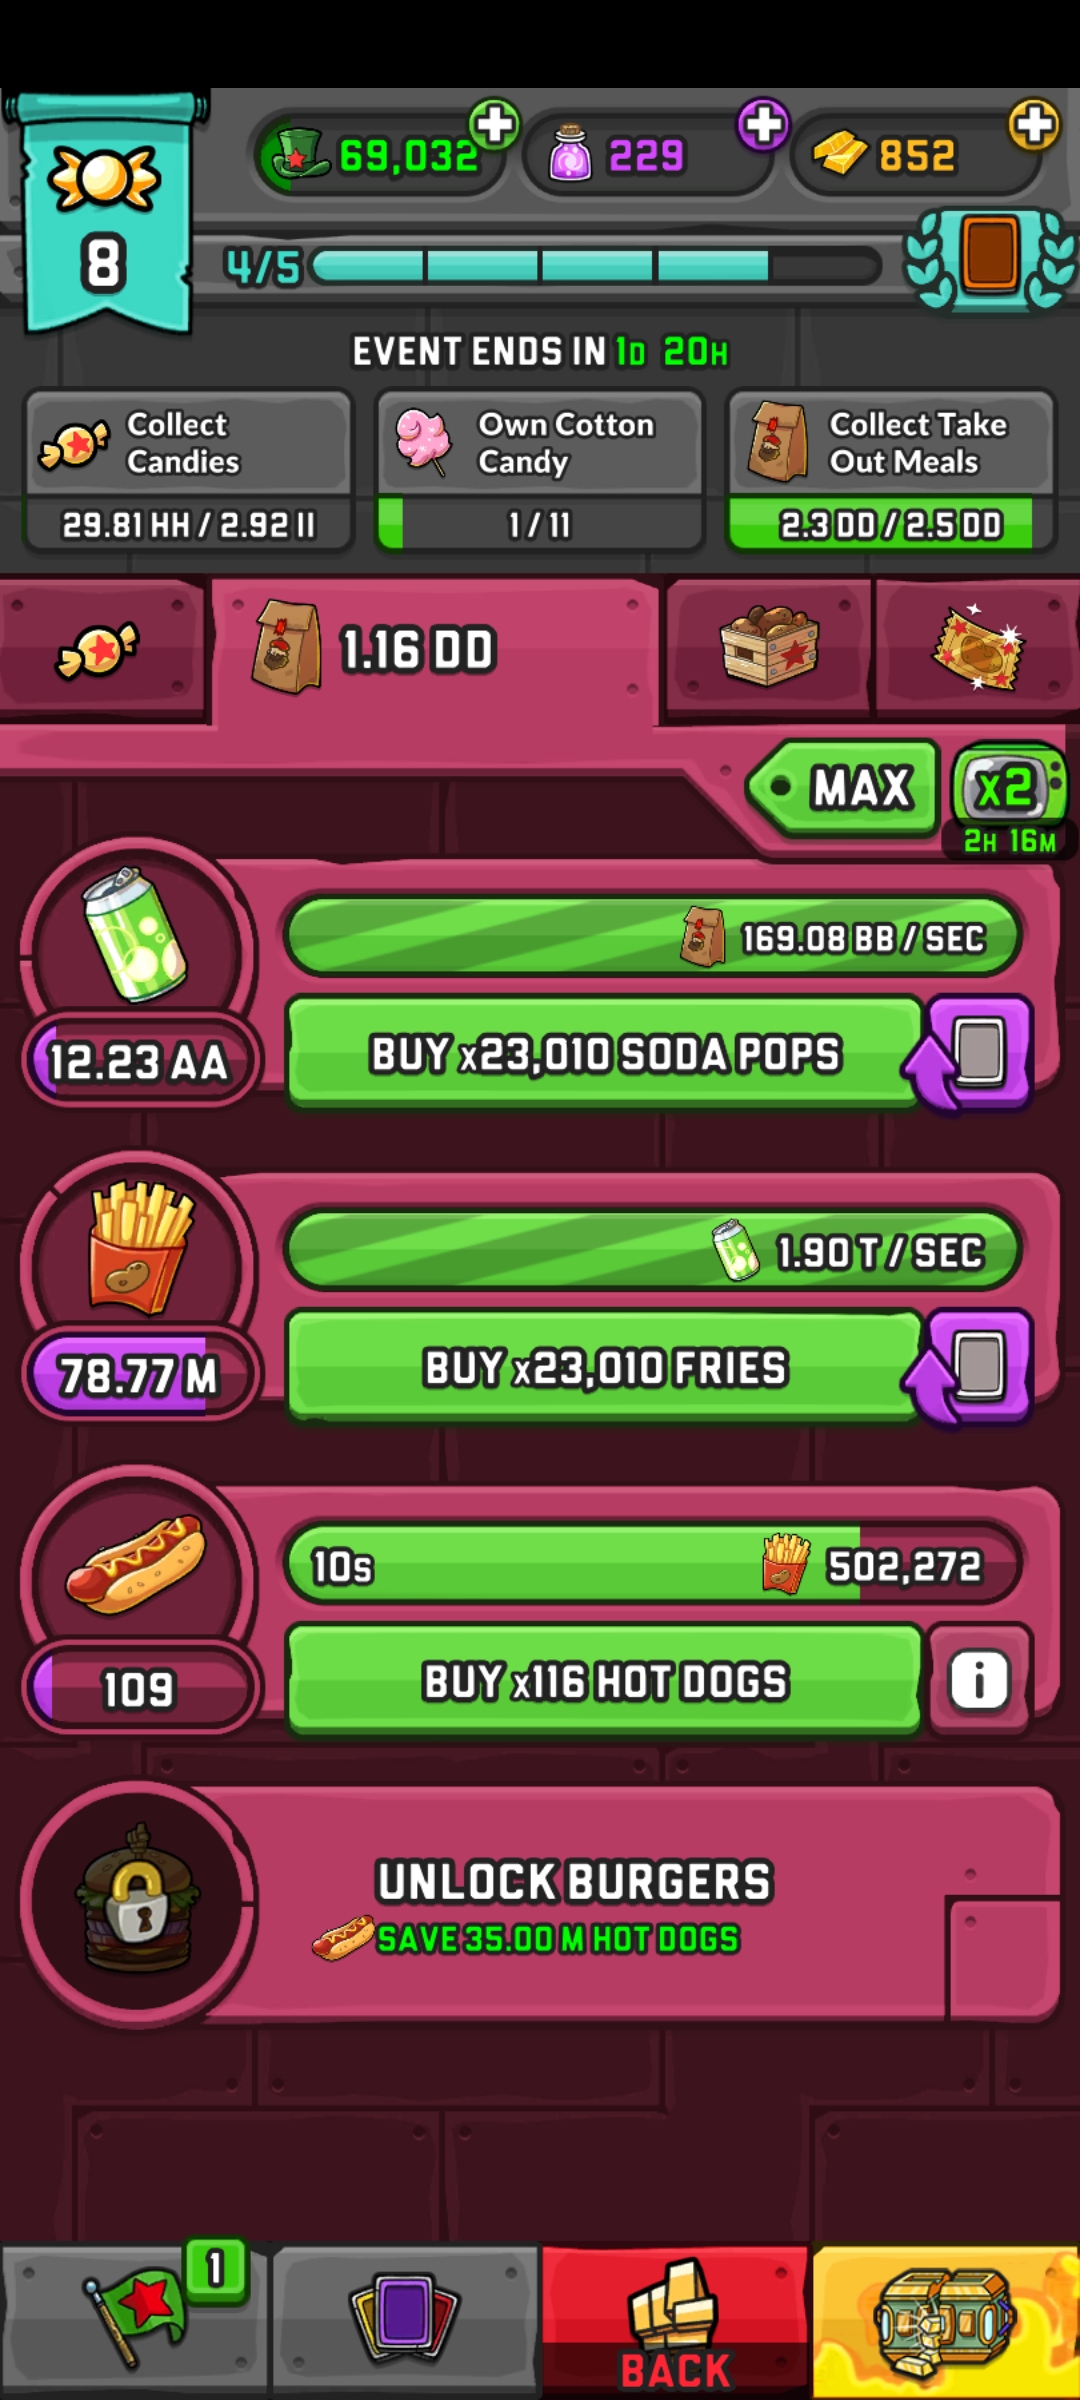 69,032
229
852
8
4/5
EVENT ENDS IN 1D 20H
Collect
Candies
29.81 HH / 2.92 II
Own Cotton
Candy
1 / 11
Collect Take
Out Meals
2.3 DD / 2.5 DD
1.16 DD
MAX
x2
2H 16M
169.08 BB / SEC
12.23 AA
BUY x23,010 SODA POPS
1.90 T / SEC
78.77 M
BUY x23,010 FRIES
10s
502,272
109
BUY x116 HOT DOGS
i
UNLOCK BURGERS
SAVE 35.00 M HOT DOGS
1
BACK